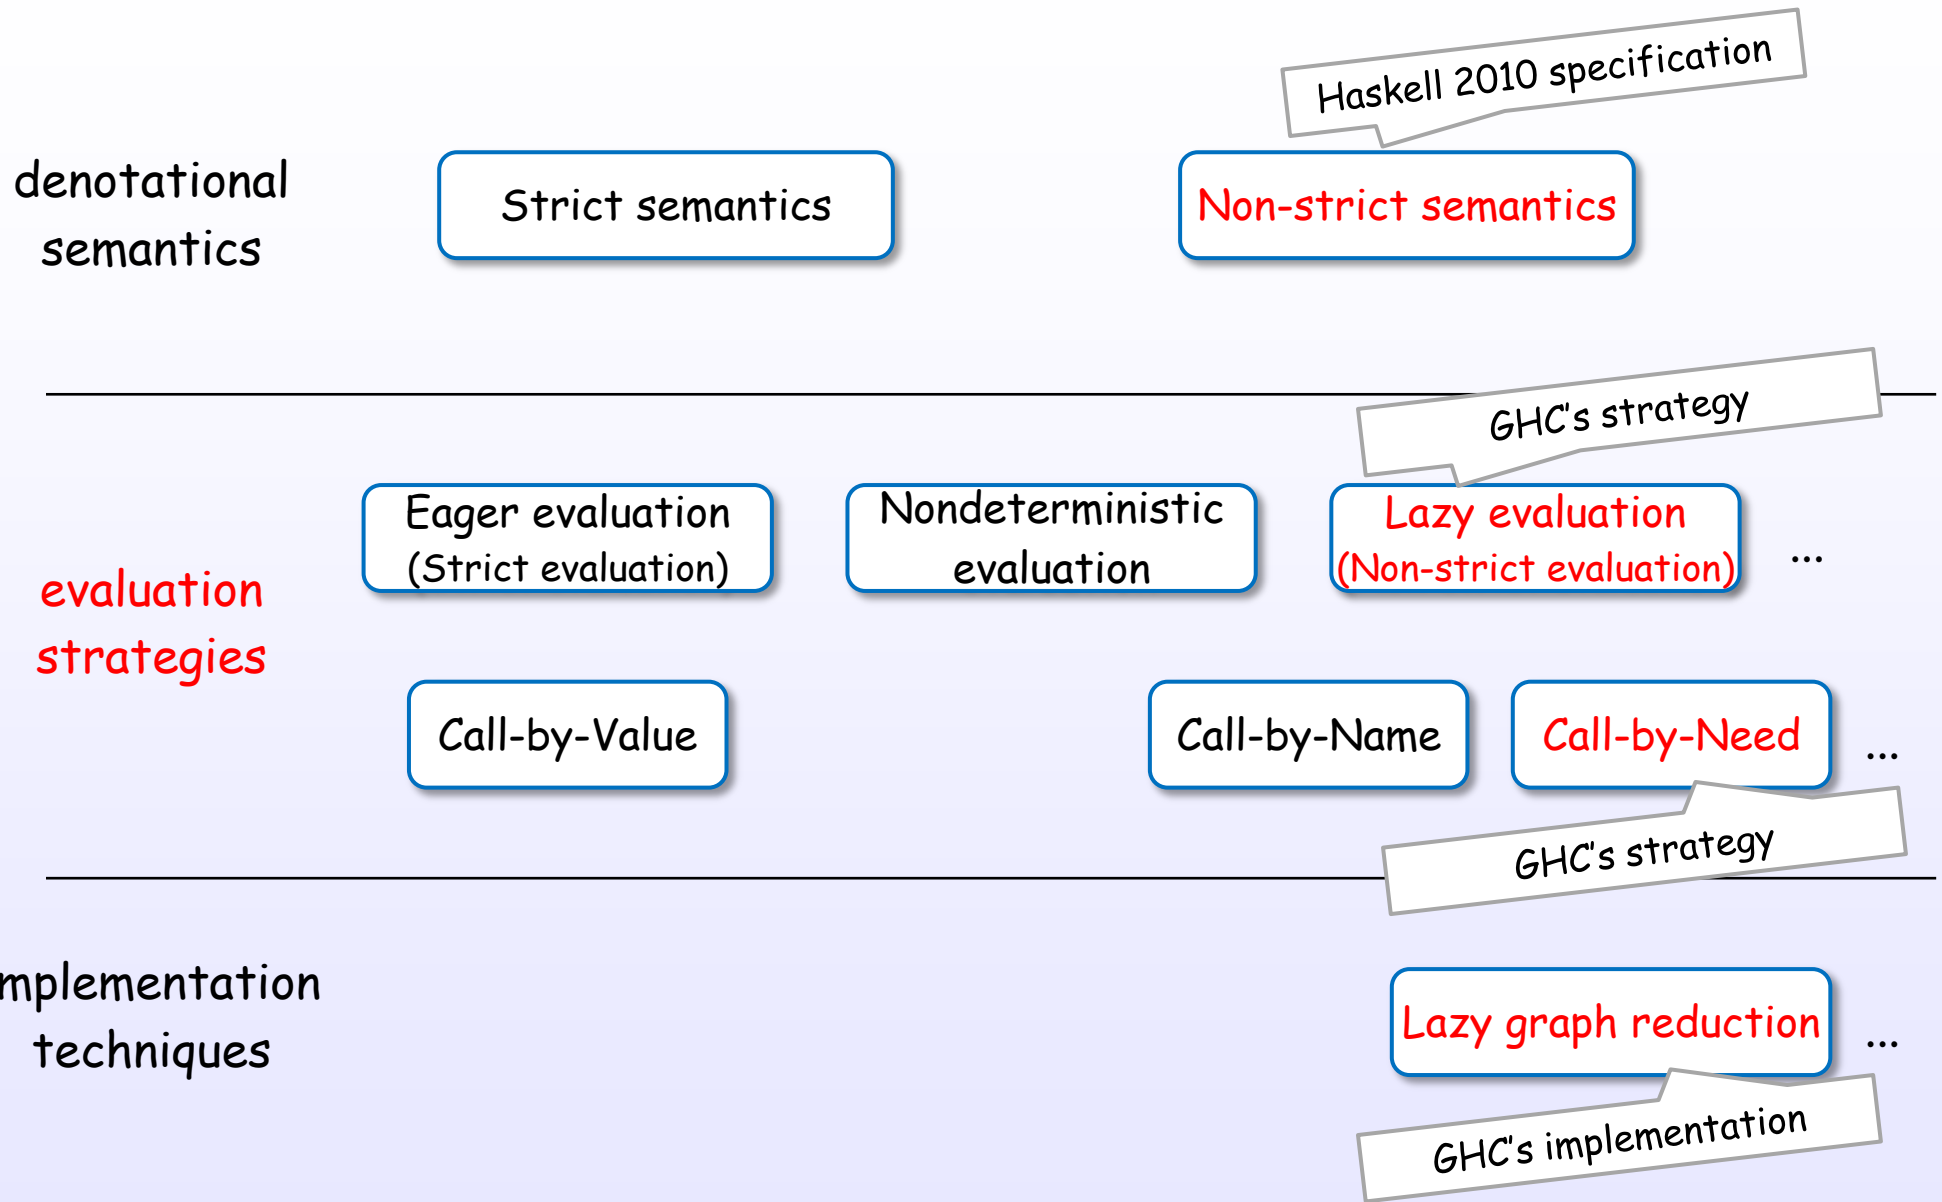 Haskell 2010 specification
denotational
semantics
Strict semantics
Non-strict semantics
GHC's strategy
evaluation
strategies
Eager evaluation
(Strict evaluation)
Nondeterministic
evaluation
Lazy evaluation
(Non-strict evaluation)
...
Call-by-Value
Call-by-Name
Call-by-Need
...
GHC's strategy
mplementation
techniques
Lazy graph reduction
...
GHC's implementation